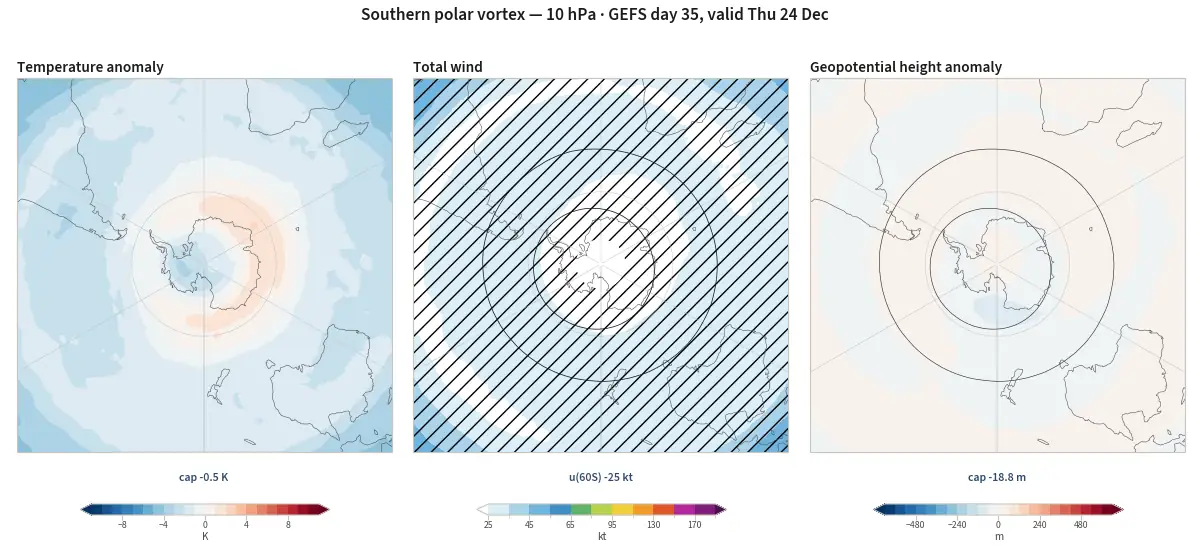 Southern polar vortex — 10 hPa · GEFS day 35, valid Thu 24 Dec
Temperature anomaly
Total wind
Geopotential height anomaly
cap -0.5 K
u(60S) -25 kt
cap -18.8 m
−8 −4 0 4 8
K
25 45 65 95 130 170
kt
−480 −240 0 240 480
m